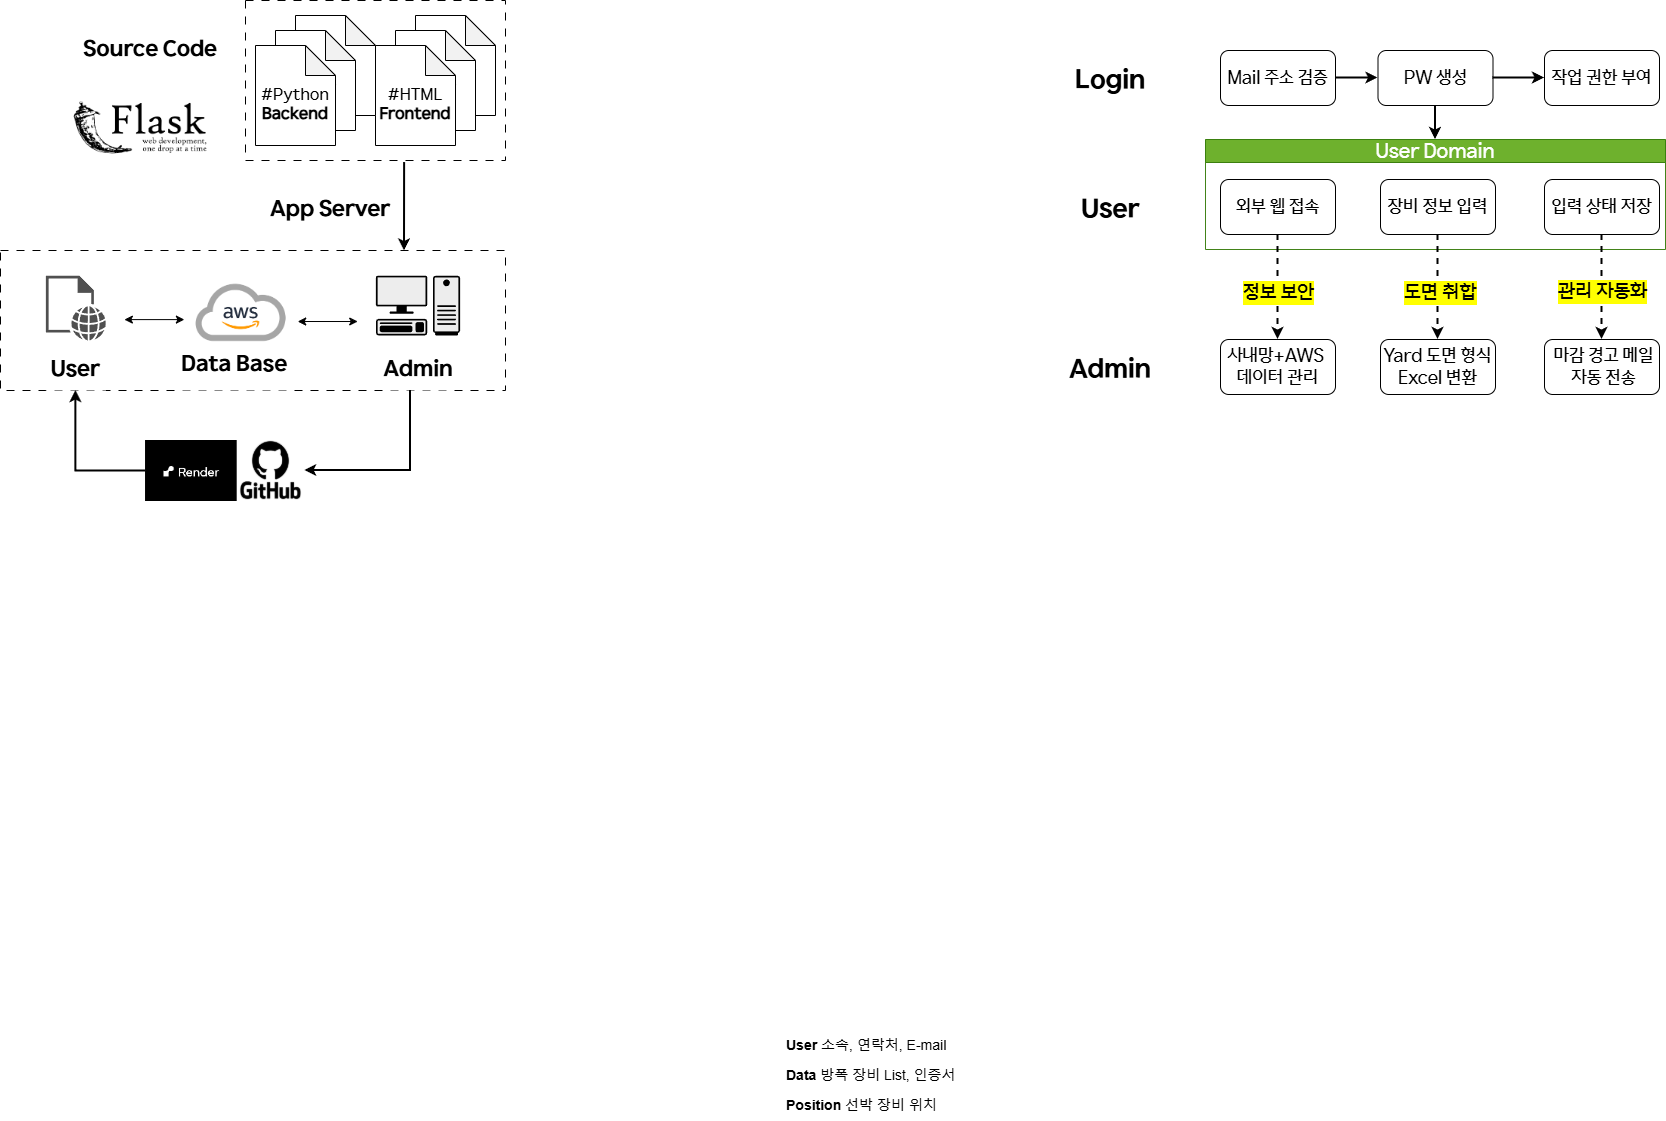 Source Code
Flask
web development,
one drop at a time
#Python
Backend
#HTML
Frontend
App Server
User
aws
Data Base
Admin
Render
GitHub
Login
Mail 주소 검증
PW 생성
작업 권한 부여
User Domain
User
외부 웹 접속
장비 정보 입력
입력 상태 저장
정보 보안
도면 취합
관리 자동화
Admin
사내망+AWS
데이터 관리
Yard 도면 형식
Excel 변환
마감 경고 메일
자동 전송
User 소속, 연락처, E-mail
Data 방폭 장비 List, 인증서
Position 선박 장비 위치